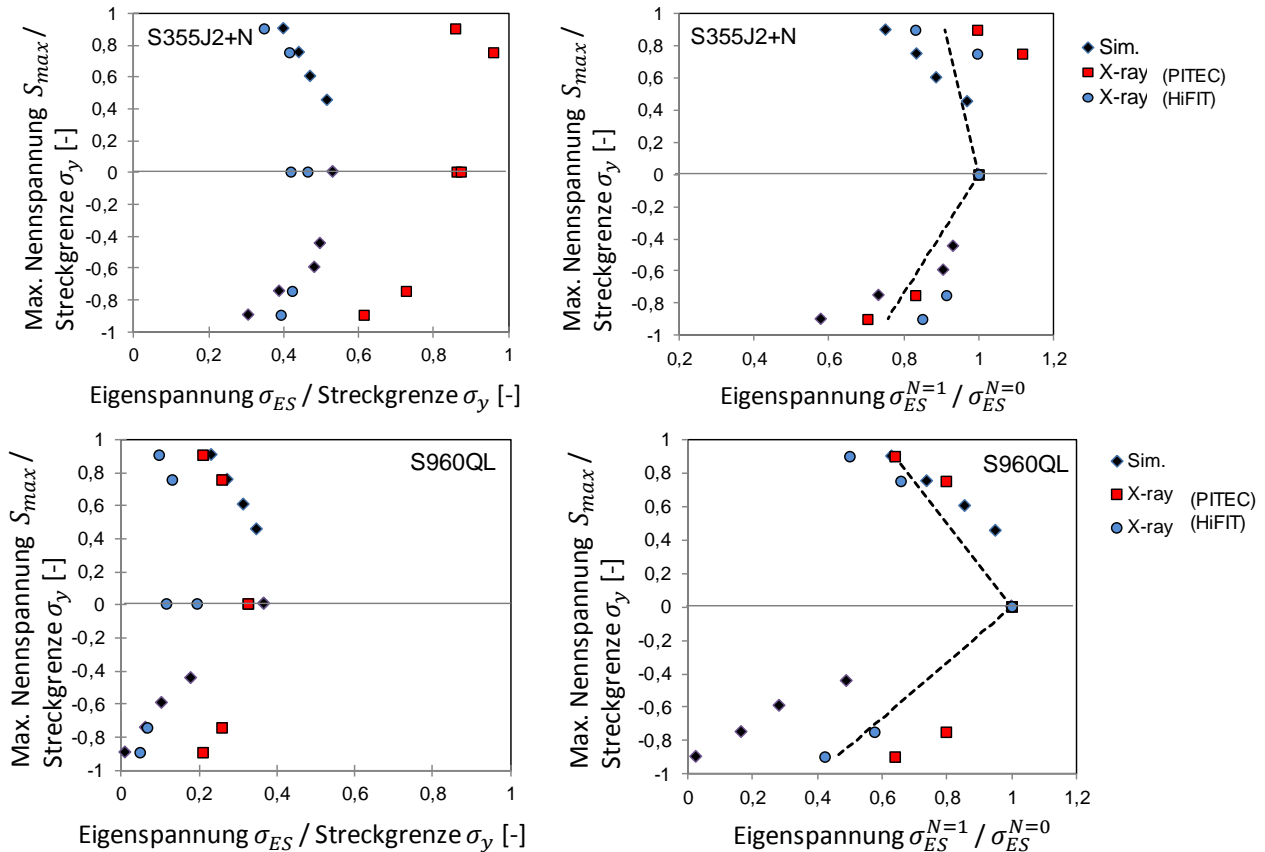 S355J2+N
Max. Nennspannung S_max /
Streckgrenze σ_y [-]
1
0,8
0,6
0,4
0,2
0
-0,2
-0,4
-0,6
-0,8
-1
0 0,2 0,4 0,6 0,8 1
Eigenspannung σ_ES / Streckgrenze σ_y [-]
S355J2+N
Max. Nennspannung S_max /
Streckgrenze σ_y [-]
1
0,8
0,6
0,4
0,2
0
-0,2
-0,4
-0,6
-0,8
-1
0,2 0,4 0,6 0,8 1 1,2
Eigenspannung σ_ES^N=1 / σ_ES^N=0
Sim.
X-ray (PITEC)
X-ray (HiFIT)
S960QL
Max. Nennspannung S_max /
Streckgrenze σ_y [-]
1
0,8
0,6
0,4
0,2
0
-0,2
-0,4
-0,6
-0,8
-1
0 0,2 0,4 0,6 0,8 1
Eigenspannung σ_ES / Streckgrenze σ_y [-]
S960QL
Max. Nennspannung S_max /
Streckgrenze σ_y [-]
1
0,8
0,6
0,4
0,2
0
-0,2
-0,4
-0,6
-0,8
-1
0 0,2 0,4 0,6 0,8 1 1,2
Eigenspannung σ_ES^N=1 / σ_ES^N=0
Sim.
X-ray (PITEC)
X-ray (HiFIT)